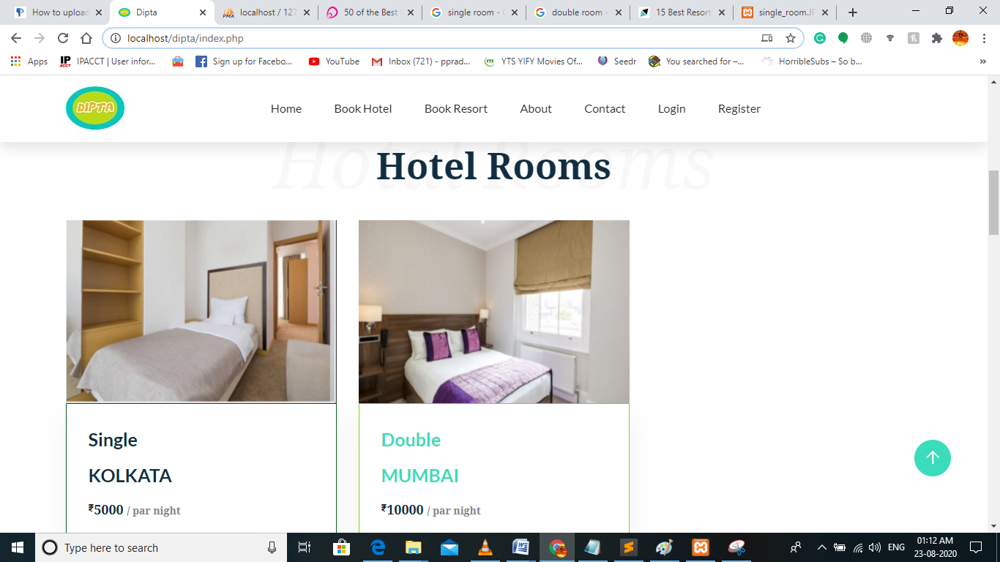 How to upload
Dipta
localhost / 127
50 of the Best
single room -
double room -
15 Best Resort
single_room.JP
localhost/dipta/index.php
Apps
IPACCT | User infor...
Sign up for Facebo...
YouTube
Inbox (721) - pprad...
YTS YIFY Movies Of...
Seedr
You searched for –...
HorribleSubs – So b...
»
DIPTA
Home
Book Hotel
Book Resort
About
Contact
Login
Register
Hotel Rooms
Hotel Rooms
Single
KOLKATA
₹5000 / par night
Double
MUMBAI
₹10000 / par night
Type here to search
ENG
01:12 AM
23-08-2020